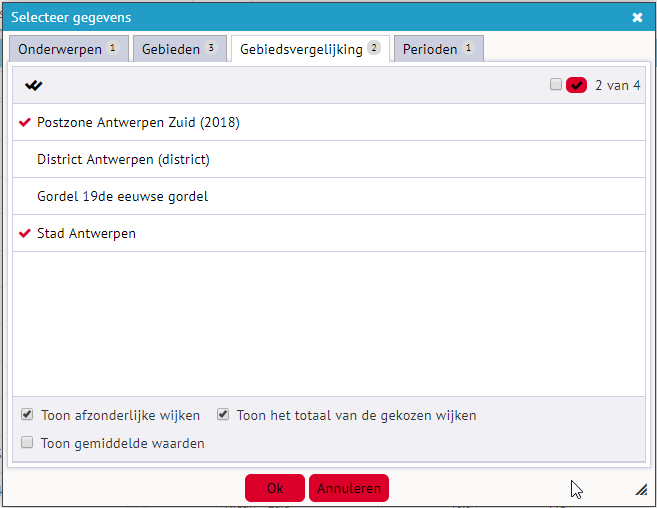 Selecteer gegevens
Onderwerpen 1 Gebieden 3 Gebiedsvergelijking 2 Perioden 1
2 van 4
Postzone Antwerpen Zuid (2018)
District Antwerpen (district)
Gordel 19de eeuwse gordel
Stad Antwerpen
Toon afzonderlijke wijken Toon het totaal van de gekozen wijken
Toon gemiddelde waarden
Ok Annuleren